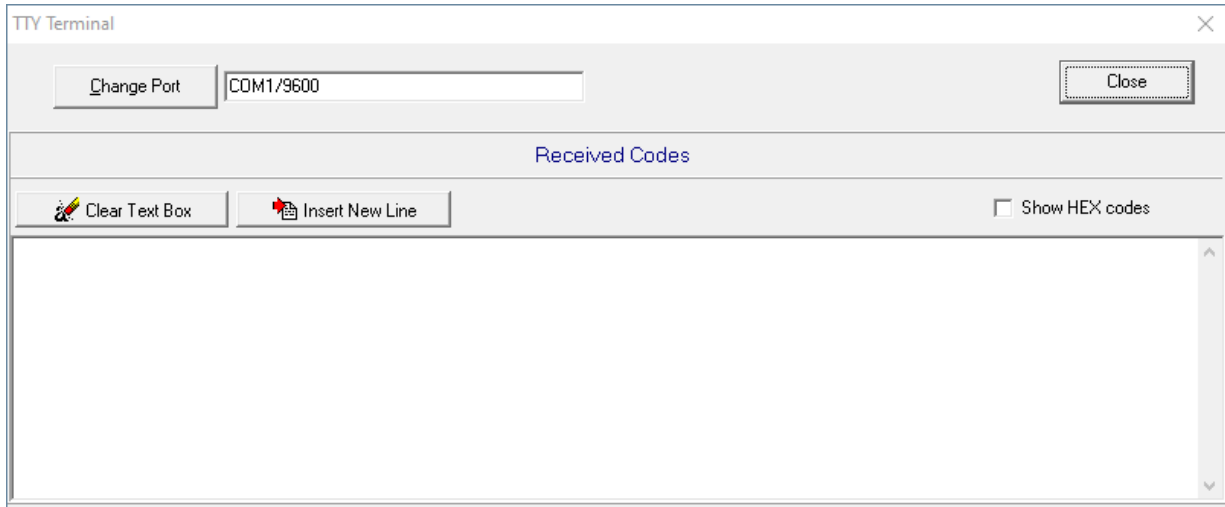 TTY Terminal
Change Port COM1/9600 Close
Received Codes
Clear Text Box Insert New Line Show HEX codes